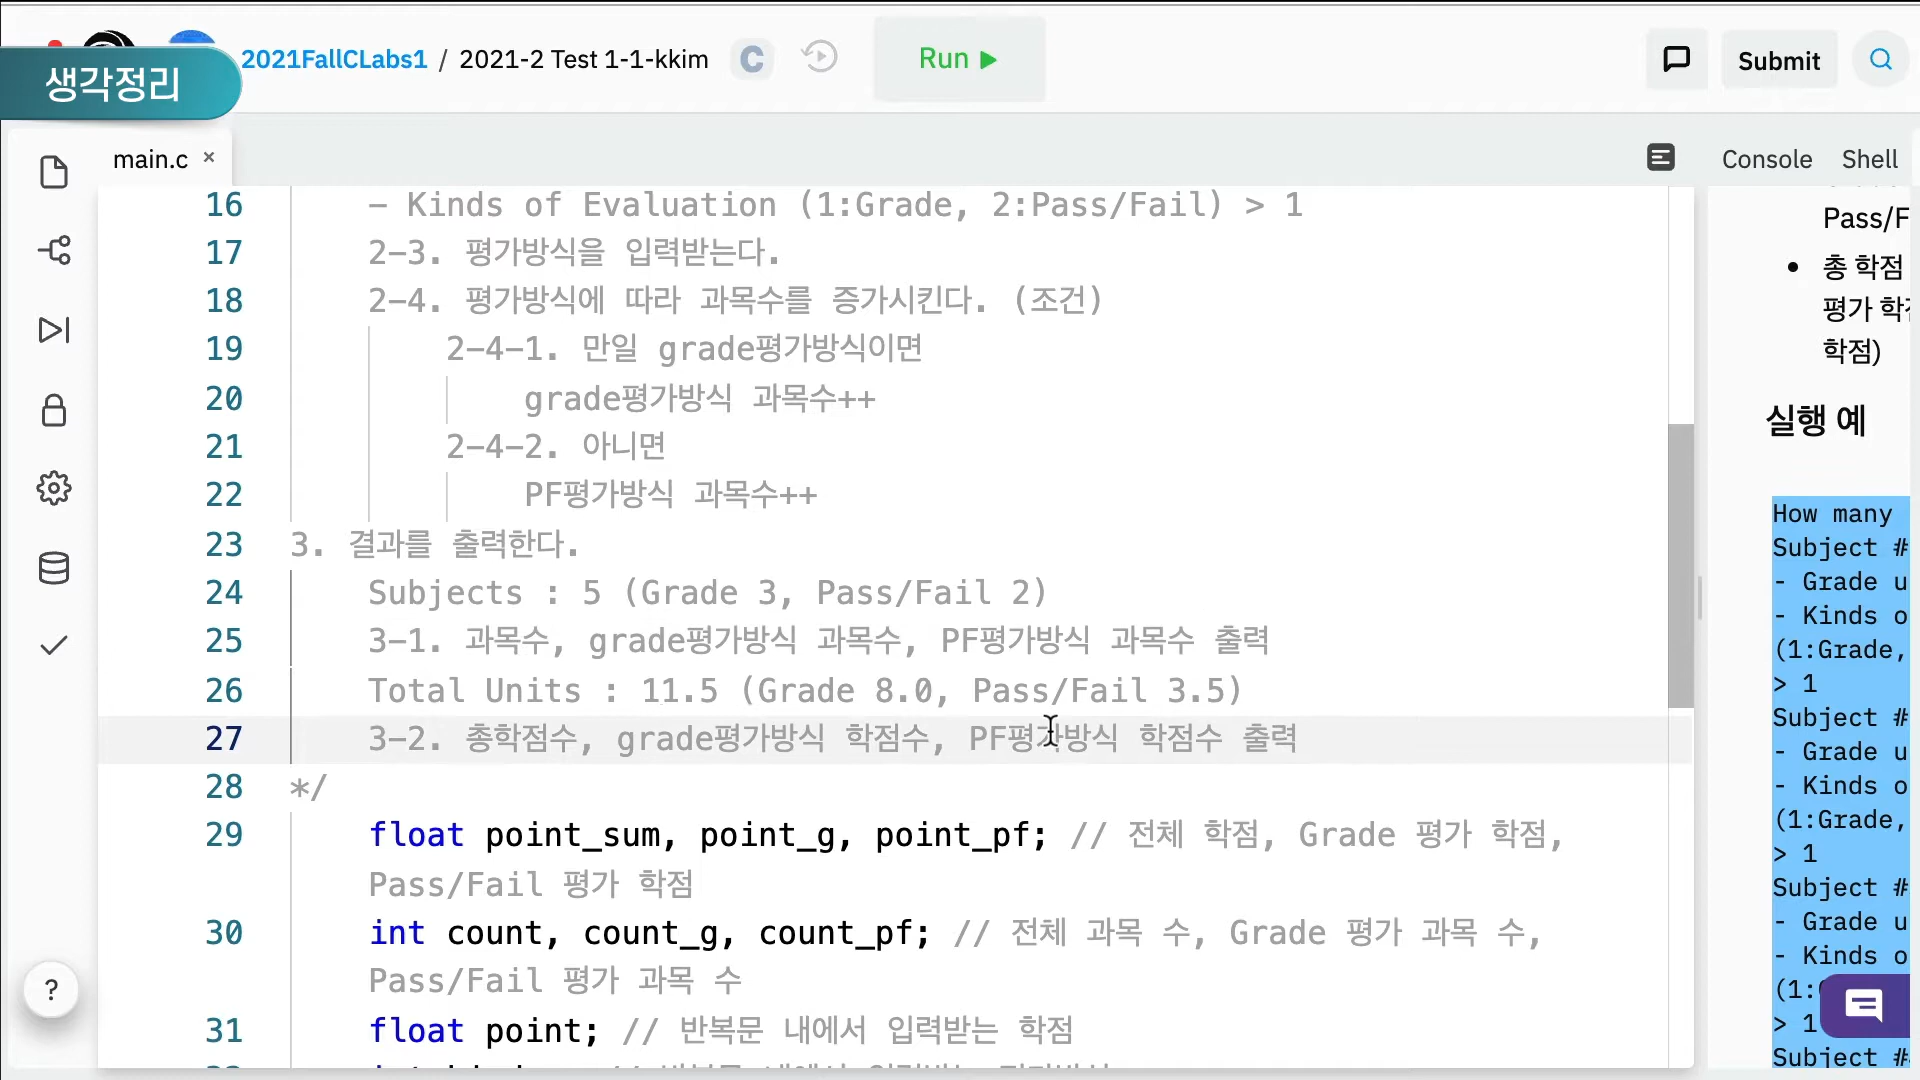 2021FallCLabs1 / 2021-2 Test 1-1-kkim
C
Run
Submit
생각정리
main.c ×
Console
Shell
16 - Kinds of Evaluation (1:Grade, 2:Pass/Fail) > 1
17 2-3. 평가방식을 입력받는다.
18 2-4. 평가방식에 따라 과목수를 증가시킨다. (조건)
19 2-4-1. 만일 grade평가방식이면
20 grade평가방식 과목수++
21 2-4-2. 아니면
22 PF평가방식 과목수++
23 3. 결과를 출력한다.
24 Subjects : 5 (Grade 3, Pass/Fail 2)
25 3-1. 과목수, grade평가방식 과목수, PF평가방식 과목수 출력
26 Total Units : 11.5 (Grade 8.0, Pass/Fail 3.5)
27 3-2. 총학점수, grade평가방식 학점수, PF평가방식 학점수 출력
28 */
29 float point_sum, point_g, point_pf; // 전체 학점, Grade 평가 학점,
Pass/Fail 평가 학점
30 int count, count_g, count_pf; // 전체 과목 수, Grade 평가 과목 수,
Pass/Fail 평가 과목 수
31 float point; // 반복문 내에서 입력받는 학점
?
Pass/F
• 총 학점
평가 학
학점)
실행 예
How many
Subject #
- Grade u
- Kinds o
(1:Grade,
> 1
Subject #
- Grade u
- Kinds o
(1:Grade,
> 1
Subject #
- Grade u
- Kinds o
(1:
> 1
Subject #